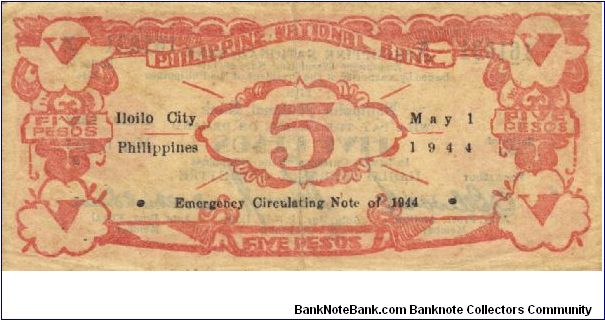 PHILIPPINE NATIONAL BANK
FIVE PESOS
FIVE PESOS
Iloilo City
Philippines
5
May 1
1944
• Emergency Circulating Note of 1944 •
FIVE PESOS
BankNoteBank.com Banknote Collectors Community